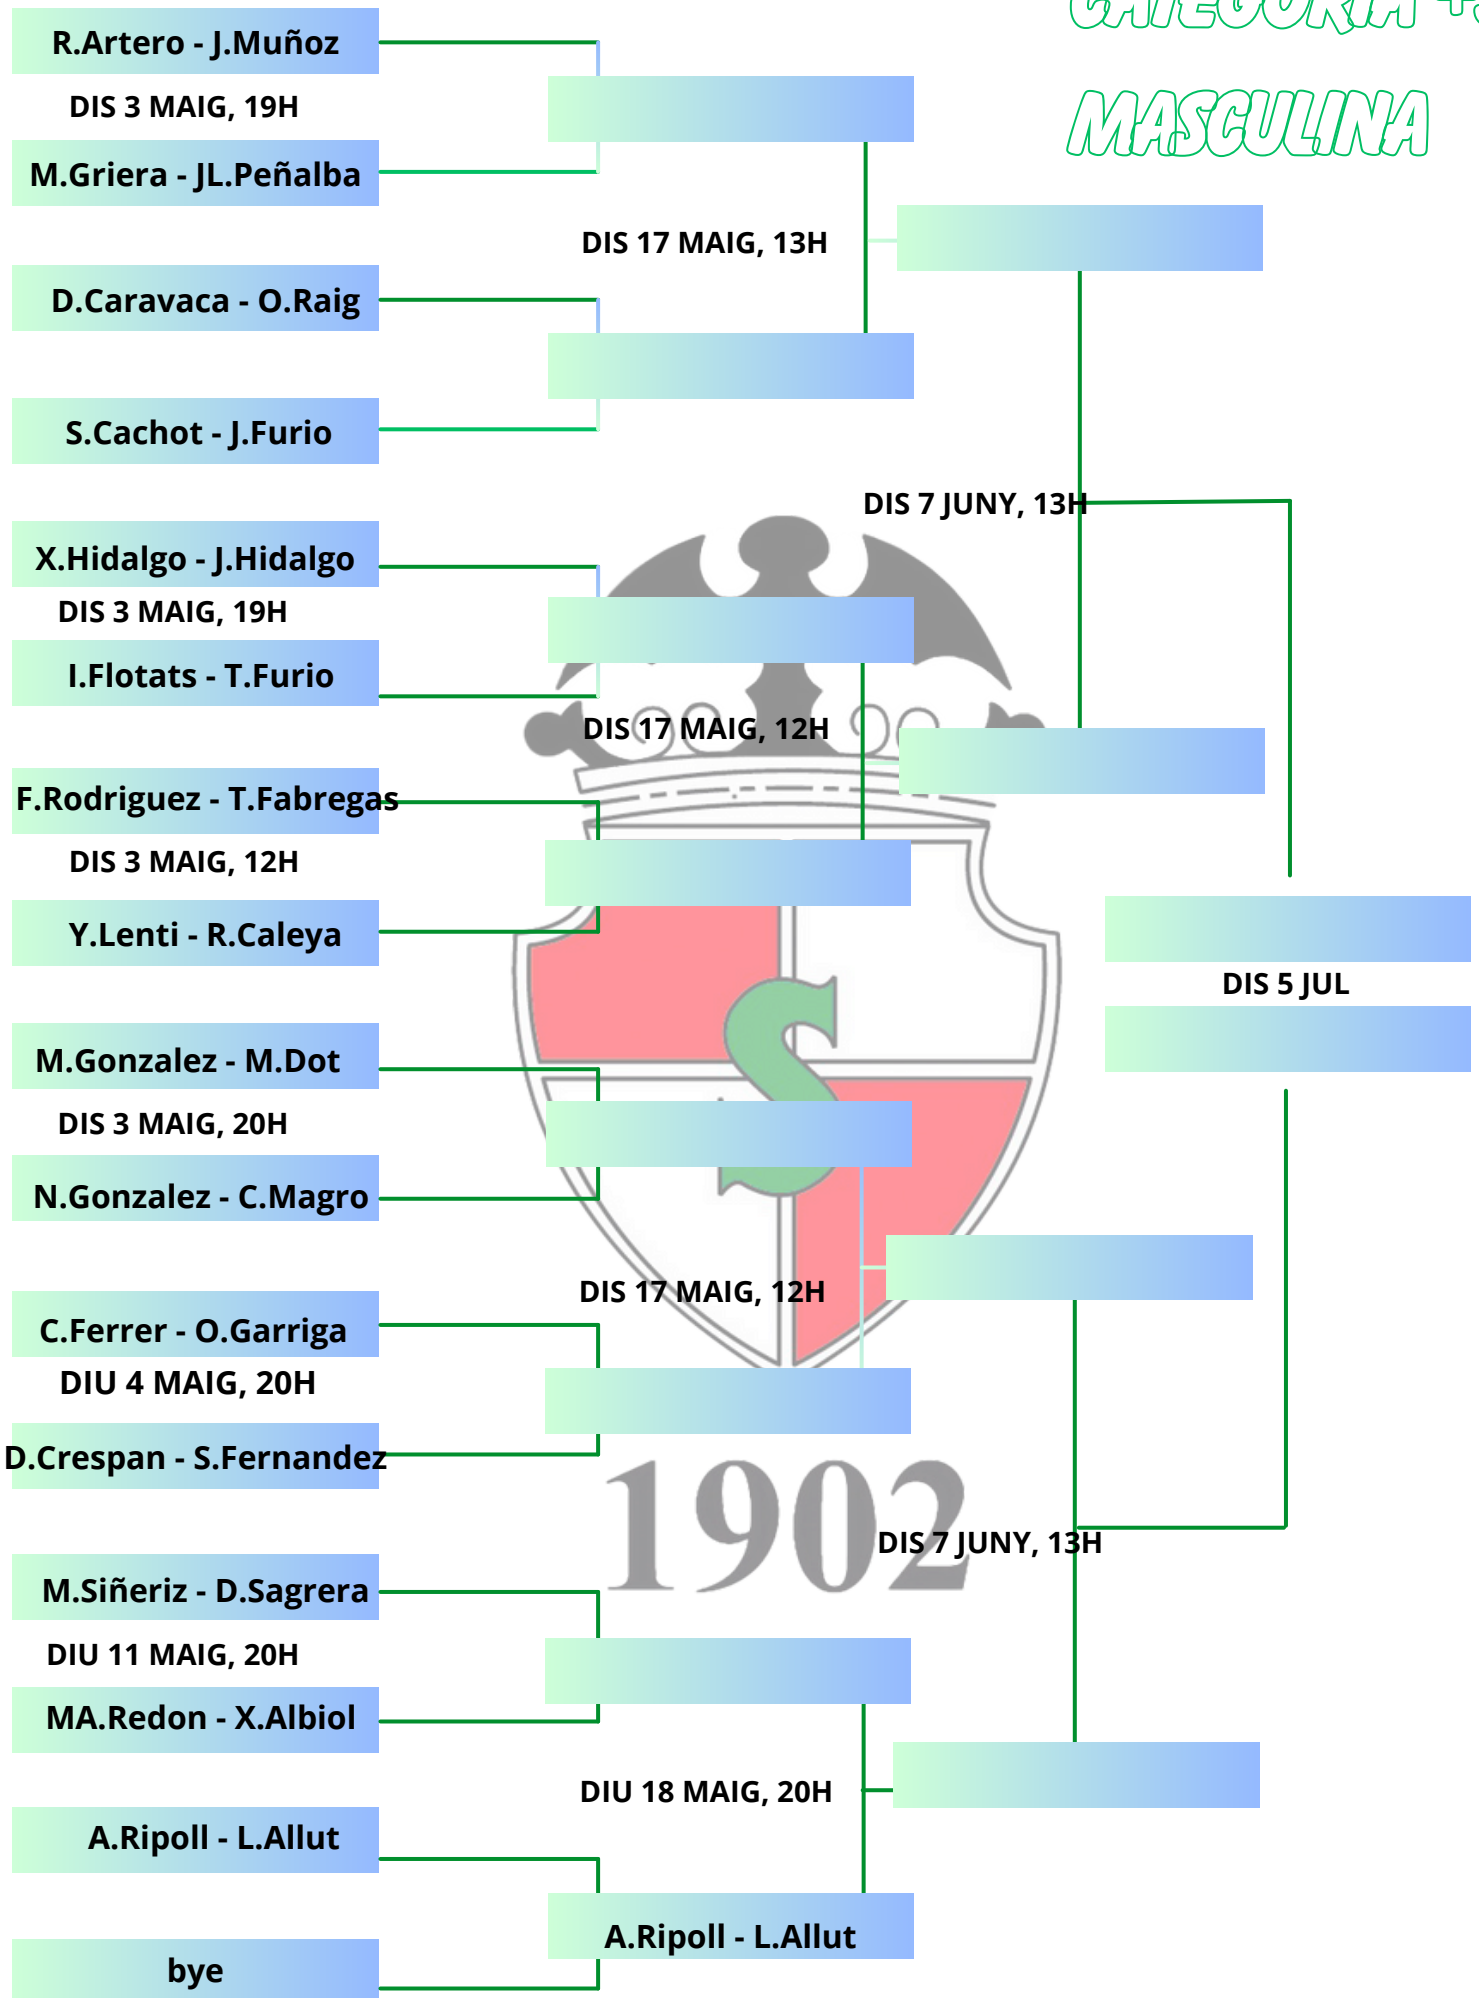 CATEGORIA
MASCULINA
R.Artero - J.Muñoz
DIS 3 MAIG, 19H
M.Griera - JL.Peñalba
DIS 17 MAIG, 13H
D.Caravaca - O.Raig
S.Cachot - J.Furio
DIS 7 JUNY, 13H
X.Hidalgo - J.Hidalgo
DIS 3 MAIG, 19H
I.Flotats - T.Furio
DIS 17 MAIG, 12H
F.Rodriguez - T.Fabregas
DIS 3 MAIG, 12H
Y.Lenti - R.Caleya
DIS 5 JUL
M.Gonzalez - M.Dot
DIS 3 MAIG, 20H
N.Gonzalez - C.Magro
S
DIS 17 MAIG, 12H
C.Ferrer - O.Garriga
DIU 4 MAIG, 20H
D.Crespan - S.Fernandez
1902
DIS 7 JUNY, 13H
M.Siñeriz - D.Sagrera
DIU 11 MAIG, 20H
MA.Redon - X.Albiol
DIU 18 MAIG, 20H
A.Ripoll - L.Allut
A.Ripoll - L.Allut
bye